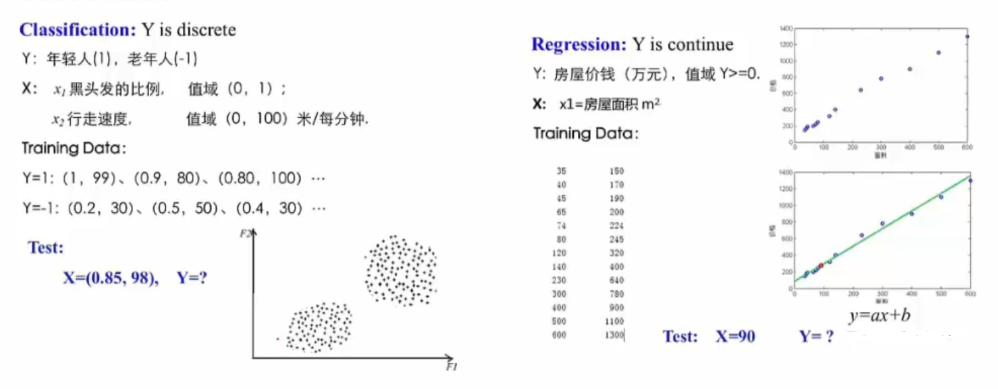 Classification: Y is discrete
Y: 年轻人(1), 老年人(-1)
X: x1黑头发的比例, 值域 (0, 1) ;
x2行走速度, 值域 (0, 100) 米/每分钟.
Training Data:
Y=1: (1, 99)、(0.9, 80)、(0.80, 100) ⋯
Y=-1: (0.2, 30)、(0.5, 50)、(0.4, 30) ⋯
Test:
X=(0.85, 98), Y=?
F2
F1
Regression: Y is continue
Y: 房屋价钱 (万元), 值域 Y>=0.
X: x1=房屋面积 m2
Training Data:
35 150
40 170
45 190
65 200
74 224
80 245
120 320
140 400
230 640
300 780
400 900
500 1100
600 1300
1400
1200
1000
800
600
400
200
0
价格
0 100 200 300 400 500 600
面积
1400
1200
1000
800
600
400
200
0
价格
0 100 200 300 400 500 600
面积
y=ax+b
Test: X=90 Y= ?